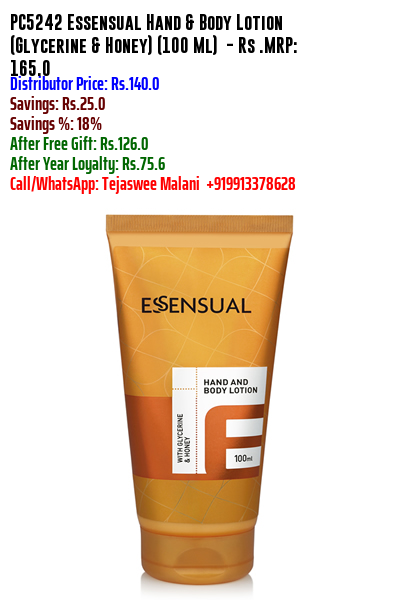 PC5242 Essensual Hand & Body Lotion
(Glycerine & Honey) (100 Ml)  - Rs .MRP:
165.0
Distributor Price: Rs.140.0
Savings: Rs.25.0
Savings %: 18%
After Free Gift: Rs.126.0
After Year Loyalty: Rs.75.6
Call/WhatsApp: Tejaswee Malani  +919913378628
ESSENSUAL
HAND AND
BODY LOTION
WITH GLYCERINE
& HONEY
100ml